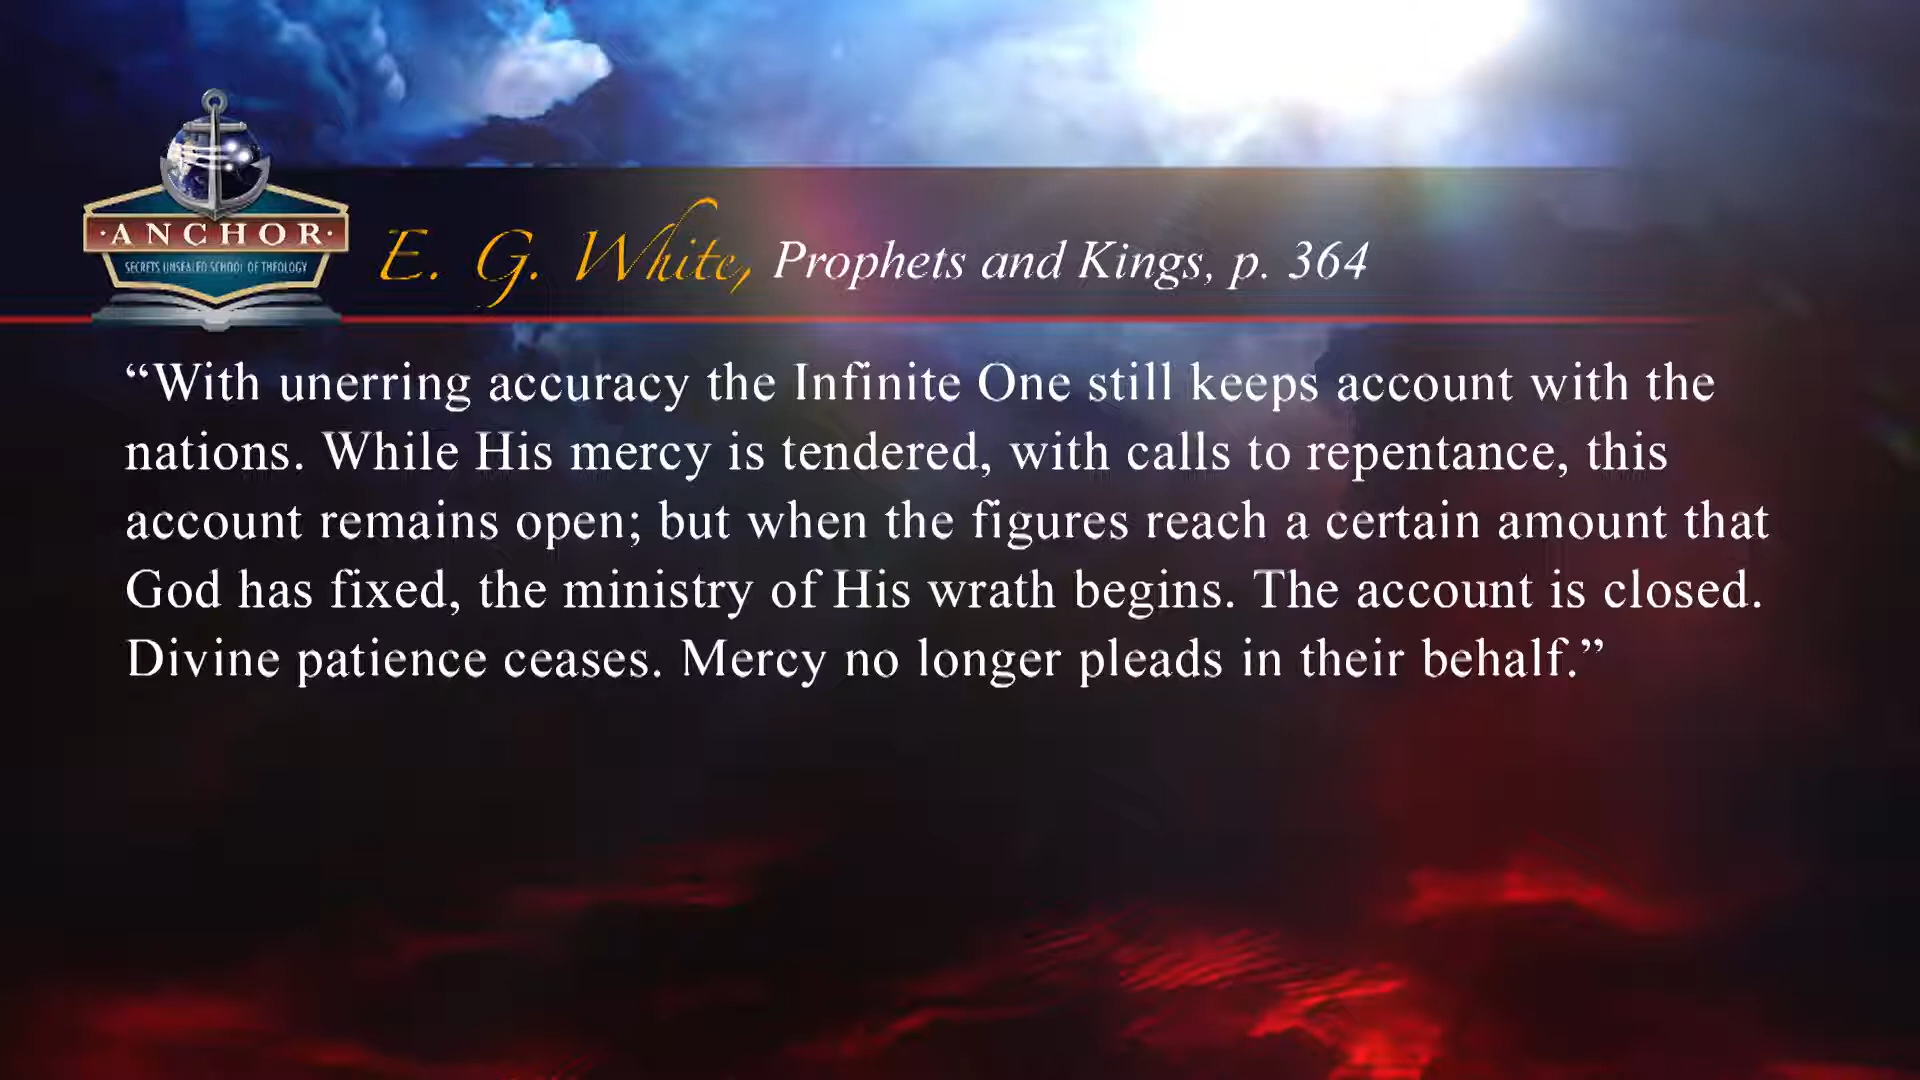 ·ANCHOR·
SECRETS UNSEALED SCHOOL OF THEOLOGY
E. G. White, Prophets and Kings, p. 364
“With unerring accuracy the Infinite One still keeps account with the
nations. While His mercy is tendered, with calls to repentance, this
account remains open; but when the figures reach a certain amount that
God has fixed, the ministry of His wrath begins. The account is closed.
Divine patience ceases. Mercy no longer pleads in their behalf.”